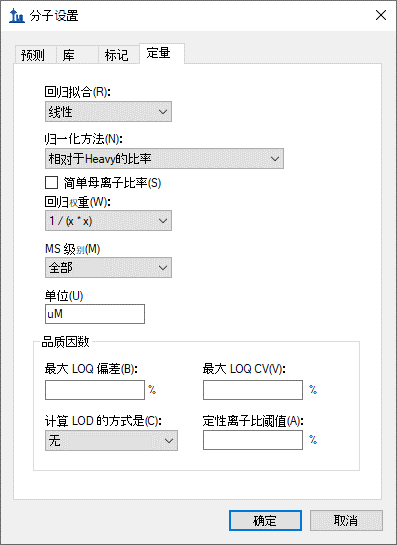 分子设置
预测 库 标记 定量
回归拟合(R):
线性
归一化方法(N):
相对于Heavy的比率
简单母离子比率(S)
回归权重(W):
1 / (x * x)
MS 级别(M)
全部
单位(U)
uM
品质因数
最大 LOQ 偏差(B): 最大 LOQ CV(V):
% %
计算 LOD 的方式是(C): 定性离子比阈值(A):
无 %
确定 取消